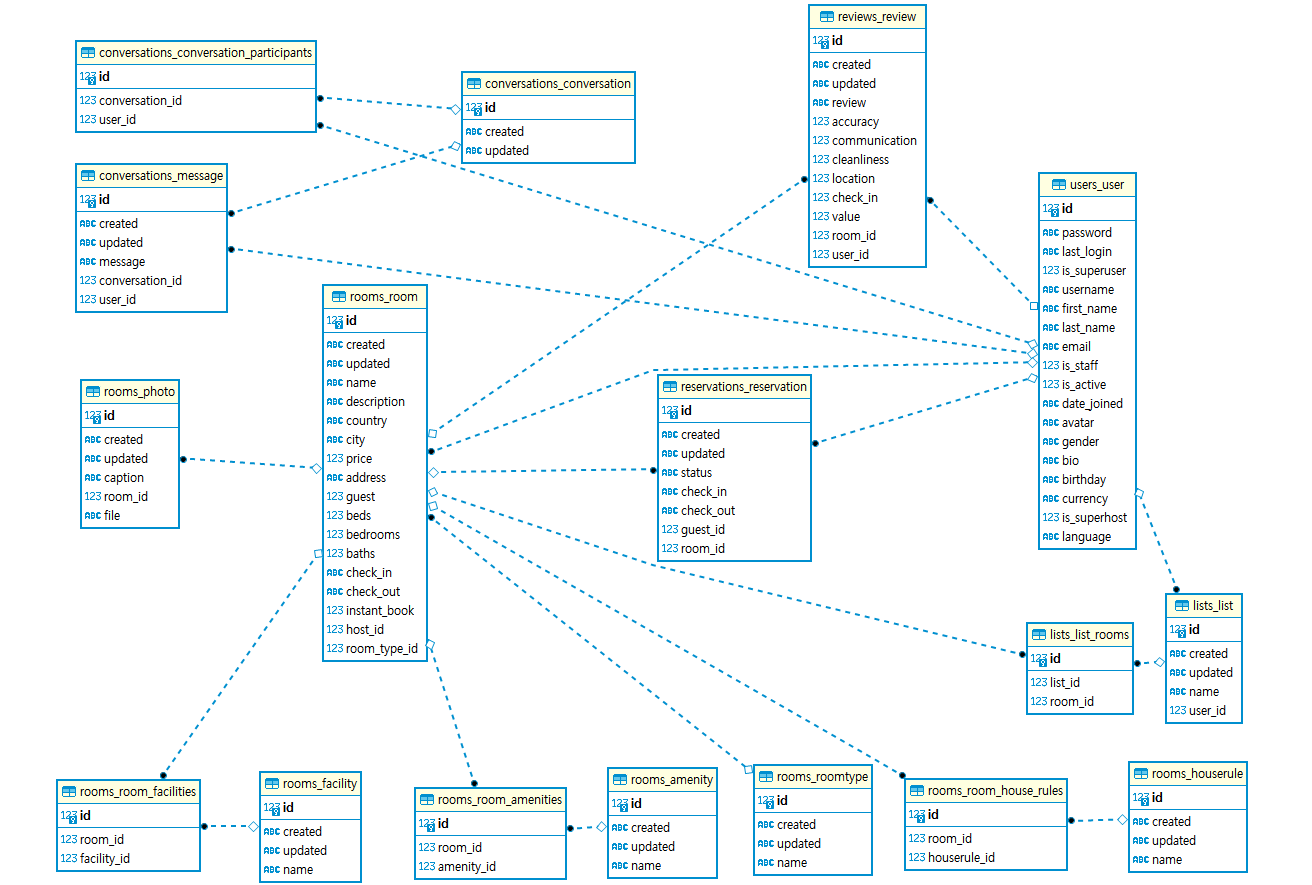 reviews_review
123 id
ABC created
ABC updated
ABC review
123 accuracy
123 communication
123 cleanliness
123 location
123 check_in
123 value
123 room_id
123 user_id
conversations_conversation_participants
123 id
123 conversation_id
123 user_id
conversations_conversation
123 id
ABC created
ABC updated
conversations_message
123 id
ABC created
ABC updated
ABC message
123 conversation_id
123 user_id
users_user
123 id
ABC password
ABC last_login
123 is_superuser
ABC username
ABC first_name
ABC last_name
ABC email
123 is_staff
123 is_active
ABC date_joined
ABC avatar
ABC gender
ABC bio
ABC birthday
ABC currency
123 is_superhost
ABC language
rooms_room
123 id
ABC created
ABC updated
ABC name
ABC description
ABC country
ABC city
123 price
ABC address
123 guest
123 beds
123 bedrooms
123 baths
ABC check_in
ABC check_out
123 instant_book
123 host_id
123 room_type_id
rooms_photo
123 id
ABC created
ABC updated
ABC caption
123 room_id
ABC file
reservations_reservation
123 id
ABC created
ABC updated
ABC status
ABC check_in
ABC check_out
123 guest_id
123 room_id
lists_list
123 id
ABC created
ABC updated
ABC name
123 user_id
lists_list_rooms
123 id
123 list_id
123 room_id
rooms_room_facilities
123 id
123 room_id
123 facility_id
rooms_facility
123 id
ABC created
ABC updated
ABC name
rooms_room_amenities
123 id
123 room_id
123 amenity_id
rooms_amenity
123 id
ABC created
ABC updated
ABC name
rooms_roomtype
123 id
ABC created
ABC updated
ABC name
rooms_room_house_rules
123 id
123 room_id
123 houserule_id
rooms_houserule
123 id
ABC created
ABC updated
ABC name